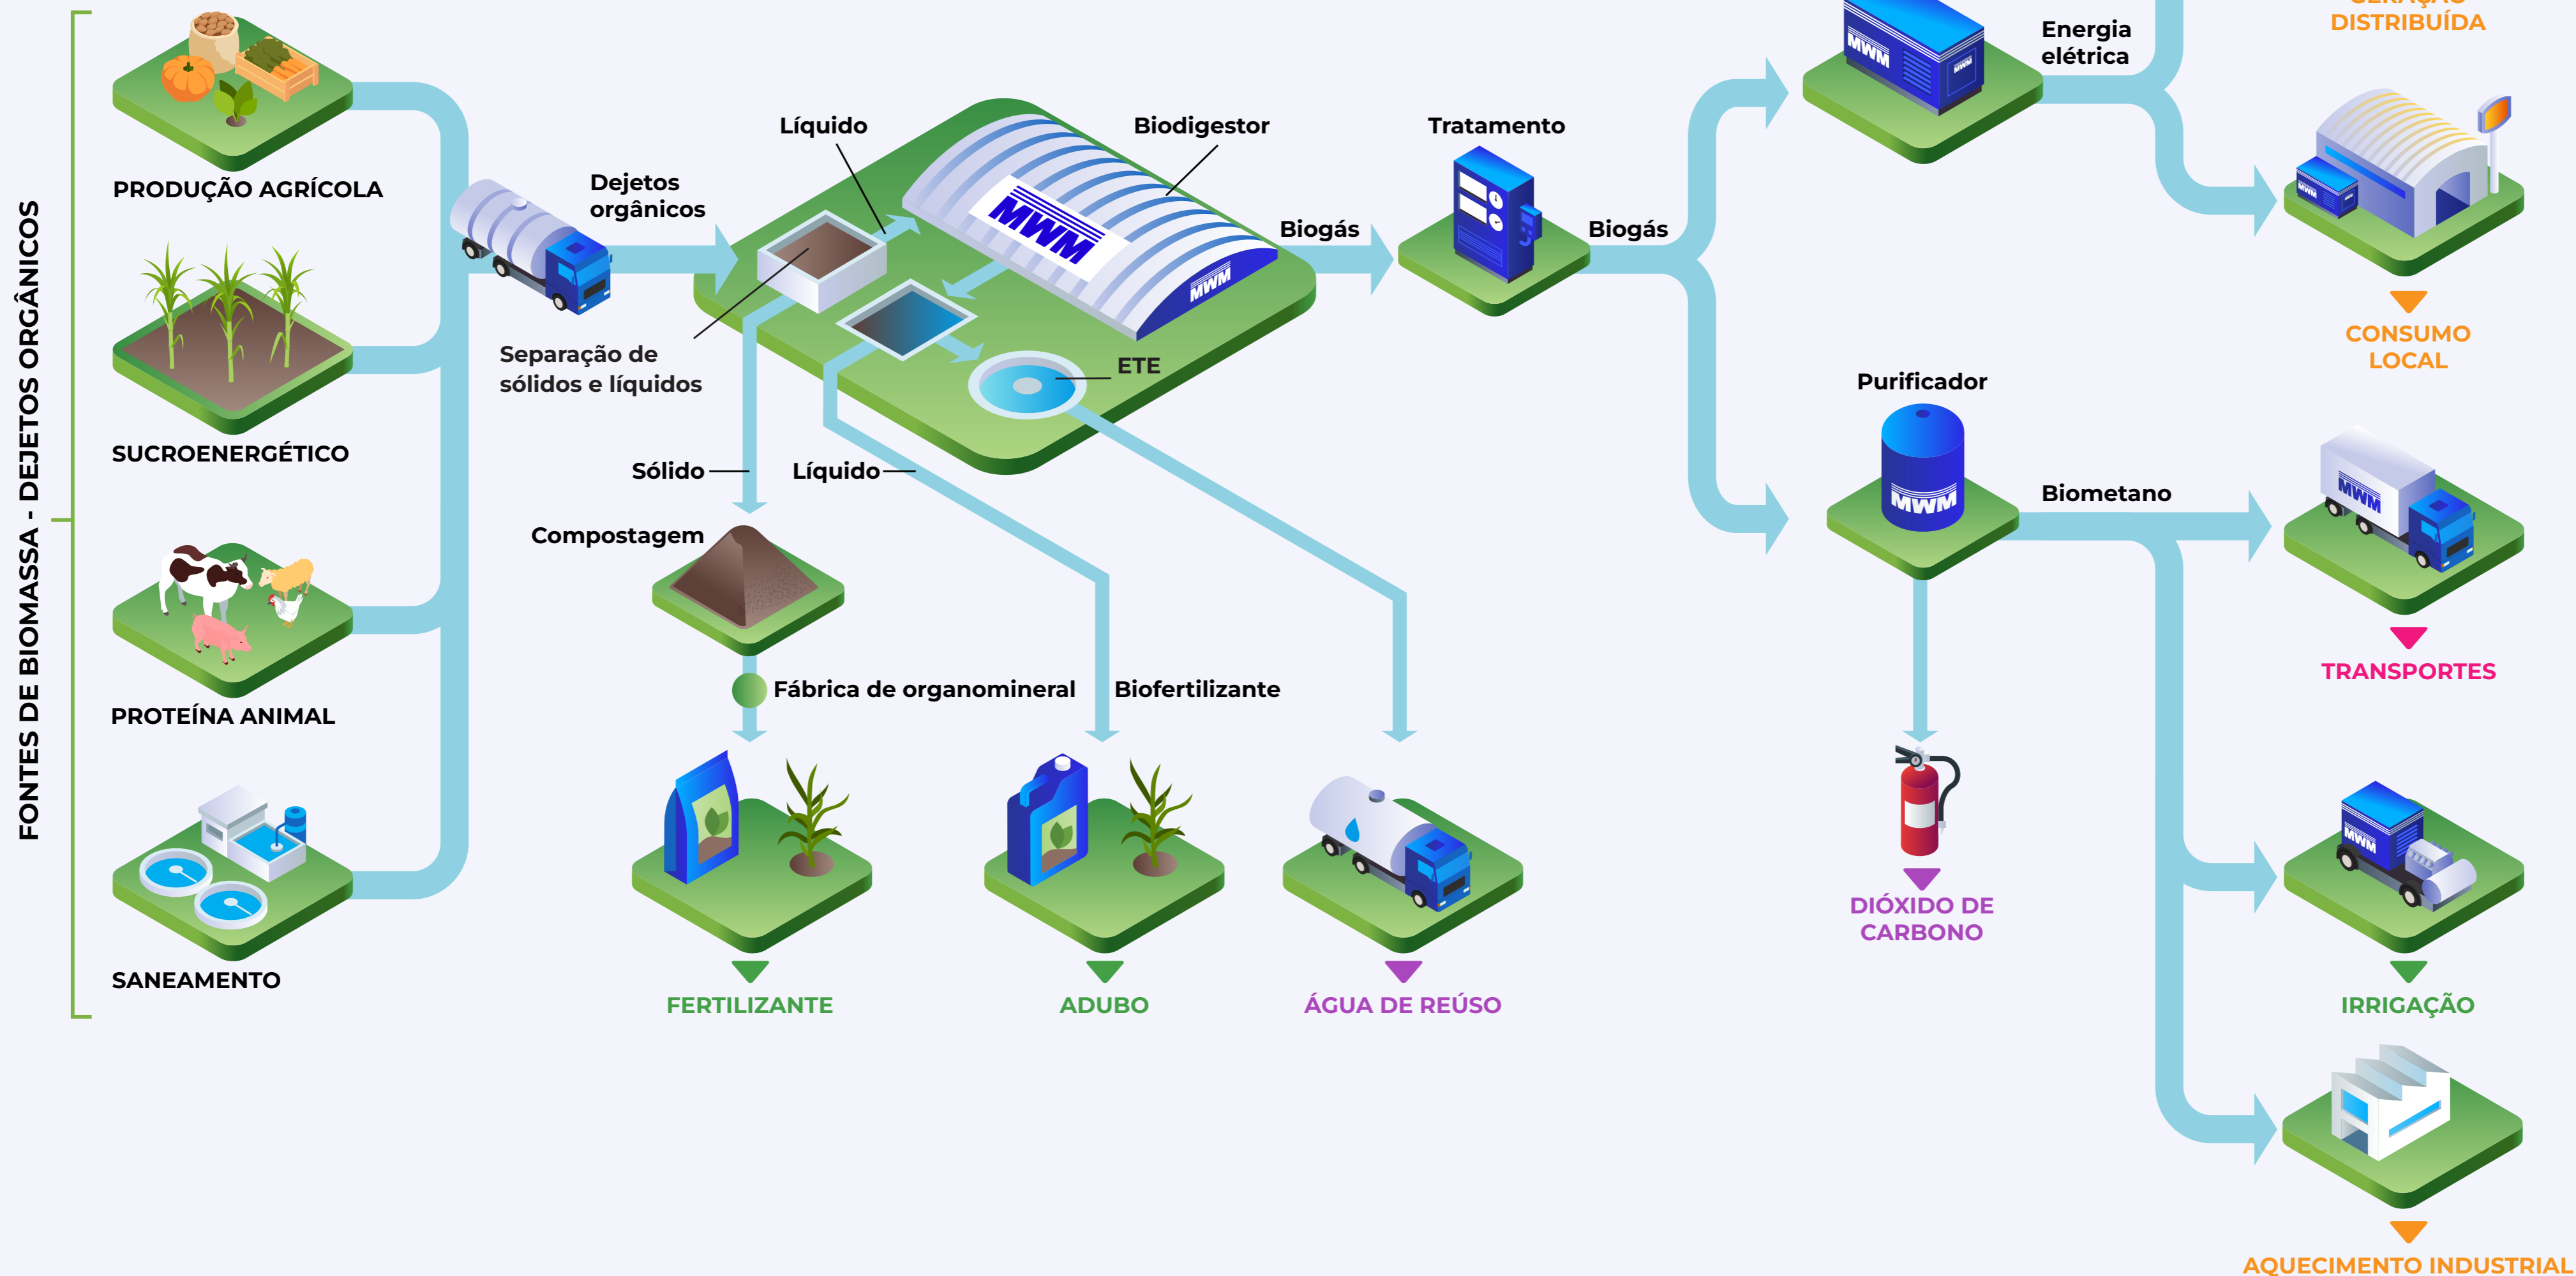 FONTES DE BIOMASSA - DEJETOS ORGÂNICOS
PRODUÇÃO AGRÍCOLA
SUCROENERGÉTICO
PROTEÍNA ANIMAL
SANEAMENTO
Dejetos
orgânicos
Líquido
Biodigestor
MWM
MWM
Separação de
sólidos e líquidos
ETE
Sólido
Líquido
Compostagem
Fábrica de organomineral
Biofertilizante
FERTILIZANTE
ADUBO
ÁGUA DE REÚSO
Biogás
Tratamento
Biogás
MWM
MWM
Energia
elétrica
GERAÇÃO
DISTRIBUÍDA
MWM
CONSUMO
LOCAL
Purificador
MWM
Biometano
DIÓXIDO DE
CARBONO
MWM
TRANSPORTES
MWM
IRRIGAÇÃO
AQUECIMENTO INDUSTRIAL